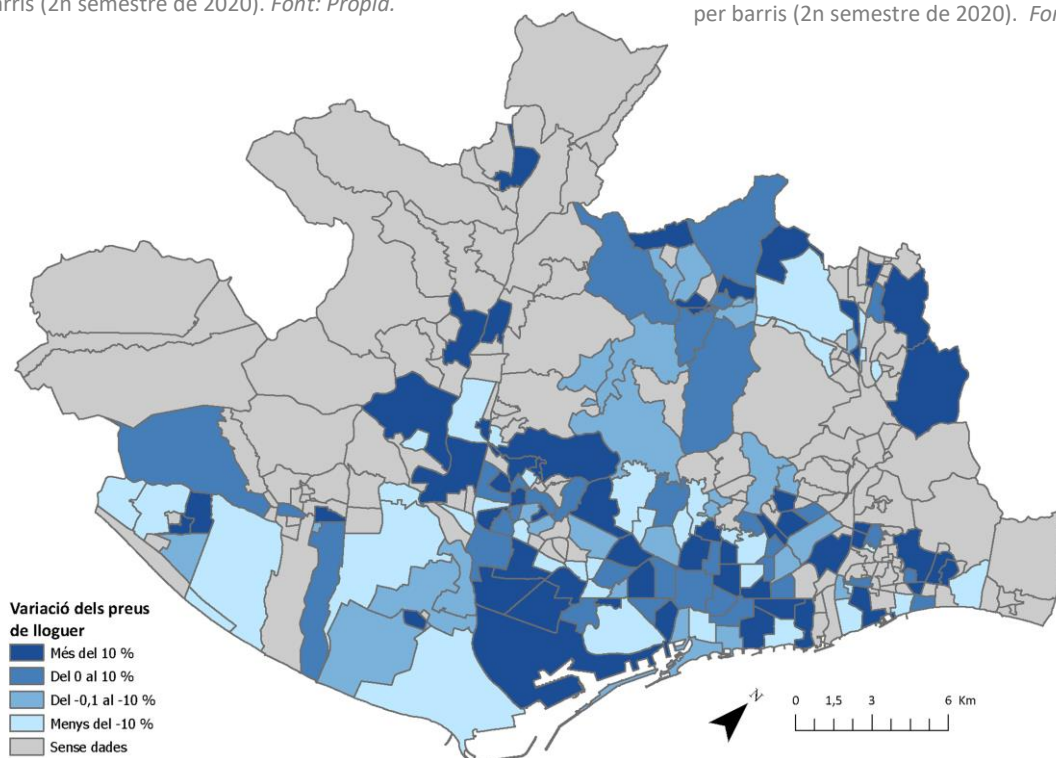 arris (2n semestre de 2020). Font: Pròpia.
per barris (2n semestre de 2020). Fo
Variació dels preus
de lloguer
Més del 10 %
Del 0 al 10 %
Del -0,1 al -10 %
Menys del -10 %
Sense dades
N
0 1,5 3 6 Km